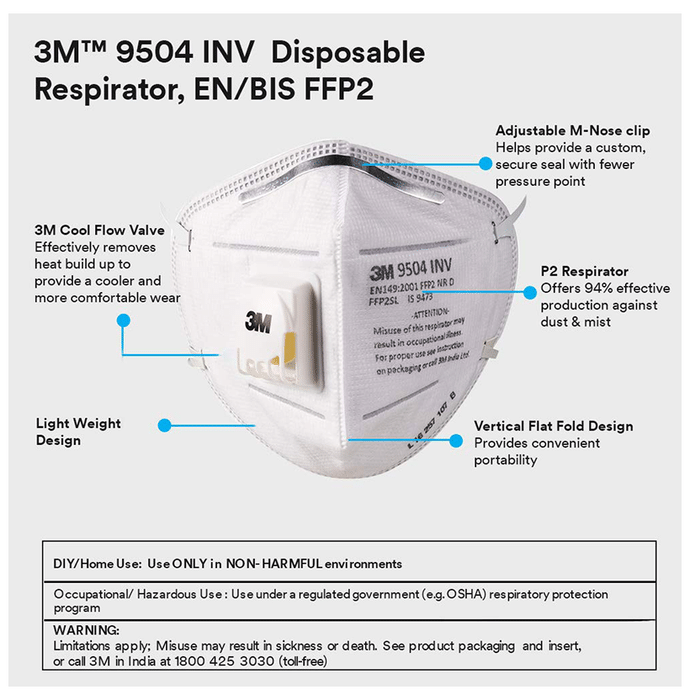 3M™ 9504 INV Disposable
Respirator, EN/BIS FFP2
Adjustable M-Nose clip
Helps provide a custom,
secure seal with fewer
pressure point
3M Cool Flow Valve
Effectively removes
heat build up to
provide a cooler and
more comfortable wear
P2 Respirator
Offers 94% effective
production against
dust & mist
3M 9504 INV
EN149:2001 FFP2 NR D
FFP2SL IS 9473
-ATTENTION-
Misuse of this respirator may
result in occupational illness.
For proper use see instruction
on packaging or call 3M India Ltd.
3M
Light Weight
Design
Vertical Flat Fold Design
Provides convenient
portability
DIY/Home Use: Use ONLY in NON-HARMFUL environments
Occupational/ Hazardous Use : Use under a regulated government (e.g. OSHA) respiratory protection
program
WARNING:
Limitations apply; Misuse may result in sickness or death. See product packaging and insert,
or call 3M in India at 1800 425 3030 (toll-free)